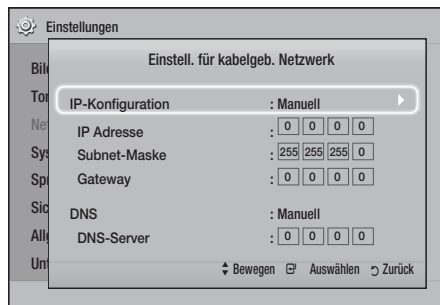 Einstellungen
Einstell. für kabelgeb. Netzwerk
Bil
Tor
IP-Konfiguration : Manuell
Net
IP Adresse : 0 0 0 0
Sys
Subnet-Maske : 255 255 255 0
Spr
Gateway : 0 0 0 0
Sic
DNS : Manuell
Allg
DNS-Server : 0 0 0 0
Unt
Bewegen Auswählen Zurück